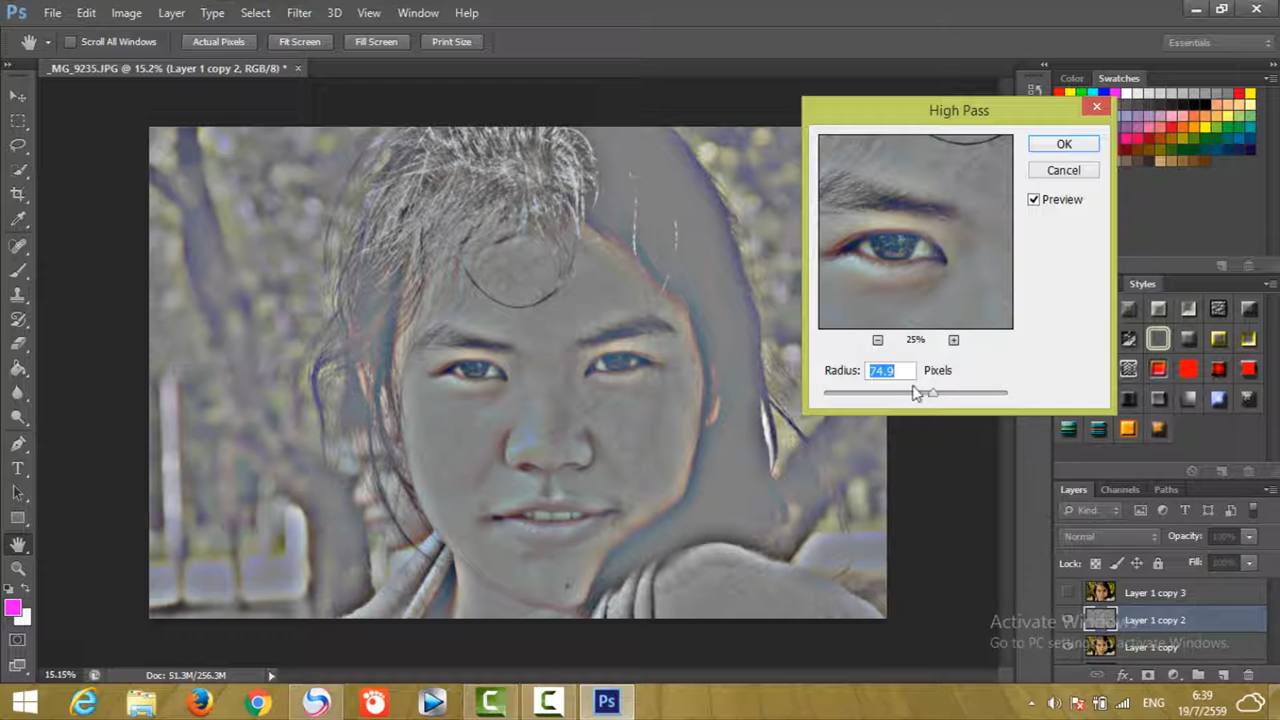 Ps File Edit Image Layer Type Select Filter 3D View Window Help
Scroll All Windows Actual Pixels Fit Screen Fill Screen Print Size Essentials
_MG_9235.JPG @ 15.2% (Layer 1 copy 2, RGB/8) * ×
Color Swatches
High Pass
OK
Cancel
Preview
25%
Radius: 74.9 Pixels
Styles
Layers Channels Paths
Kind
Normal Opacity: 100%
Lock: Fill: 100%
Layer 1 copy 3
Layer 1 copy 2
Layer 1 copy
Activate Windows
Go to PC settings to activate Windows.
15.15% Doc: 51.3M/256.3M
ENG
6:39
19/7/2559